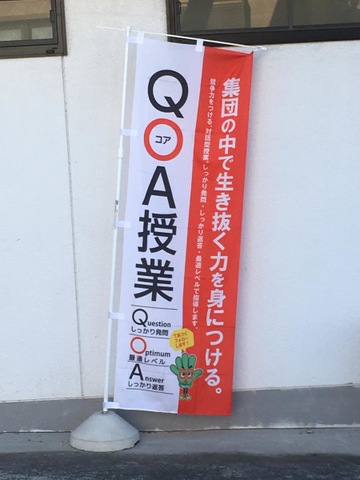 集団の中で生き抜く力を身につける。
競争力をつける、対話型授業。しっかり発問・しっかり返答・最適レベルで指導します。
QOA授業
コア
Question
しっかり発問
Optimum
最適レベル
Answer
しっかり返答